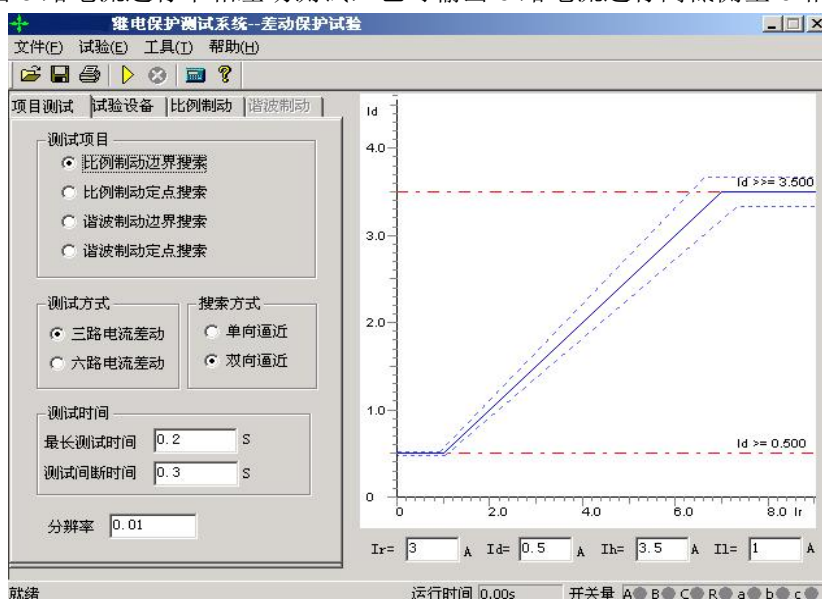 继电保护测试系统--差动保护试验
文件(F) 试验(E) 工具(T) 帮助(H)
项目测试 试验设备 比例制动 谐波制动
测试项目
比例制动边界搜索
比例制动定点搜索
谐波制动边界搜索
谐波制动定点搜索
测试方式
三路电流差动
六路电流差动
搜索方式
单向逼近
双向逼近
测试时间
最长测试时间 0.2 S
测试间断时间 0.3 S
分辨率 0.01
Id
4.0
3.0
2.0
1.0
0
Id >>= 3.500
Id >= 0.500
0 2.0 4.0 6.0 8.0 Ir
Ir= 3 A Id= 0.5 A Ih= 3.5 A Il= 1 A
就绪 运行时间 0.00s 开关量 A B C R a b c